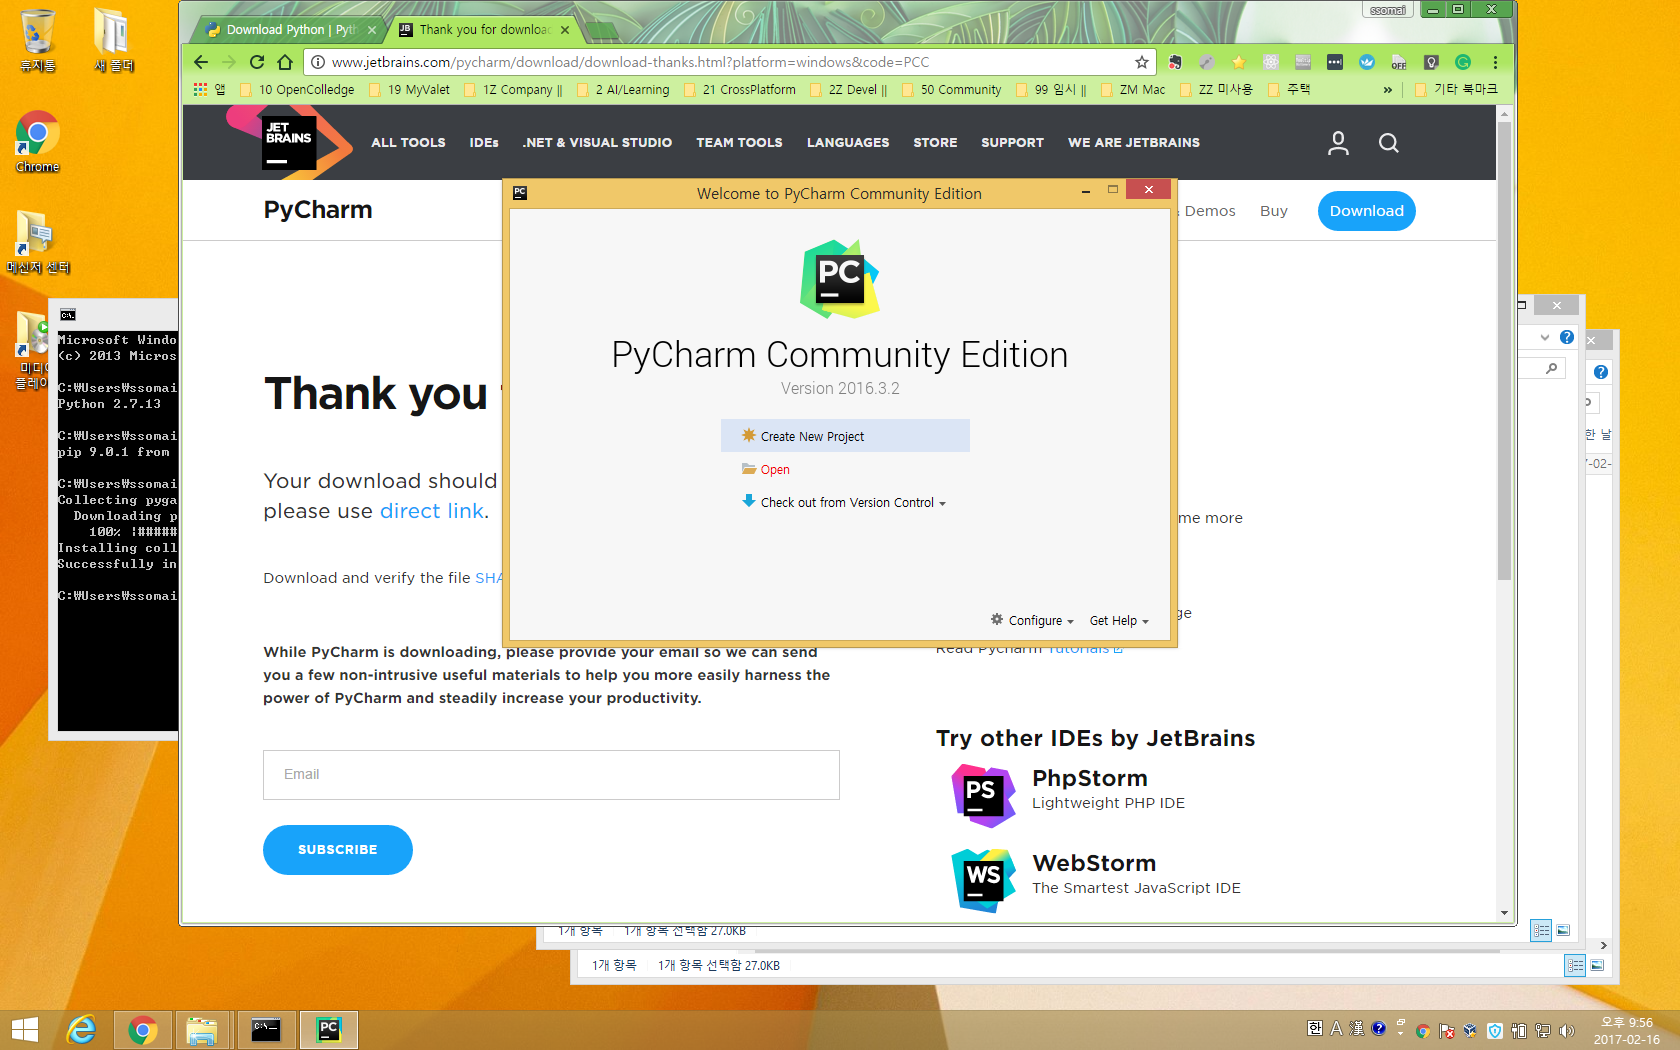 휴지통
새 폴더
Chrome
메신저 센터
미디어
플레이
ssomai
Download Python | Pyth
Thank you for downloac
www.jetbrains.com/pycharm/download/download-thanks.html?platform=windows&code=PCC
앱
10 OpenColledge
19 MyValet
1Z Company ||
2 AI/Learning
21 CrossPlatform
2Z Devel ||
50 Community
99 임시 ||
ZM Mac
ZZ 미사용
주택
»
기타 북마크
JET
BRAINS
ALL TOOLS
IDEs
.NET & VISUAL STUDIO
TEAM TOOLS
LANGUAGES
STORE
SUPPORT
WE ARE JETBRAINS
PyCharm
& Demos
Buy
Download
Welcome to PyCharm Community Edition
PC
PyCharm Community Edition
Version 2016.3.2
Create New Project
Open
Check out from Version Control
Configure
Get Help
C:\.
Microsoft Windo
(c) 2013 Micros
C:₩Users₩ssomai
Python 2.7.13
C:₩Users₩ssomai
pip 9.0.1 from
C:₩Users₩ssomai
Collecting pyga
Downloading p
100% |#####
Installing coll
Successfully in
C:₩Users₩ssomai
Thank you
Your download should
please use direct link.
Download and verify the file SHA
me more
ge
Read Pycharm Tutorials
While PyCharm is downloading, please provide your email so we can send
you a few non-intrusive useful materials to help you more easily harness the
power of PyCharm and steadily increase your productivity.
Email
SUBSCRIBE
Try other IDEs by JetBrains
PS
PhpStorm
Lightweight PHP IDE
WS
WebStorm
The Smartest JavaScript IDE
한 날
7-02-
1개 항목
1개 항목 선택함 27.0KB
1개 항목
1개 항목 선택함 27.0KB
C:\.
PC
한 A 漢
오후 9:56
2017-02-16